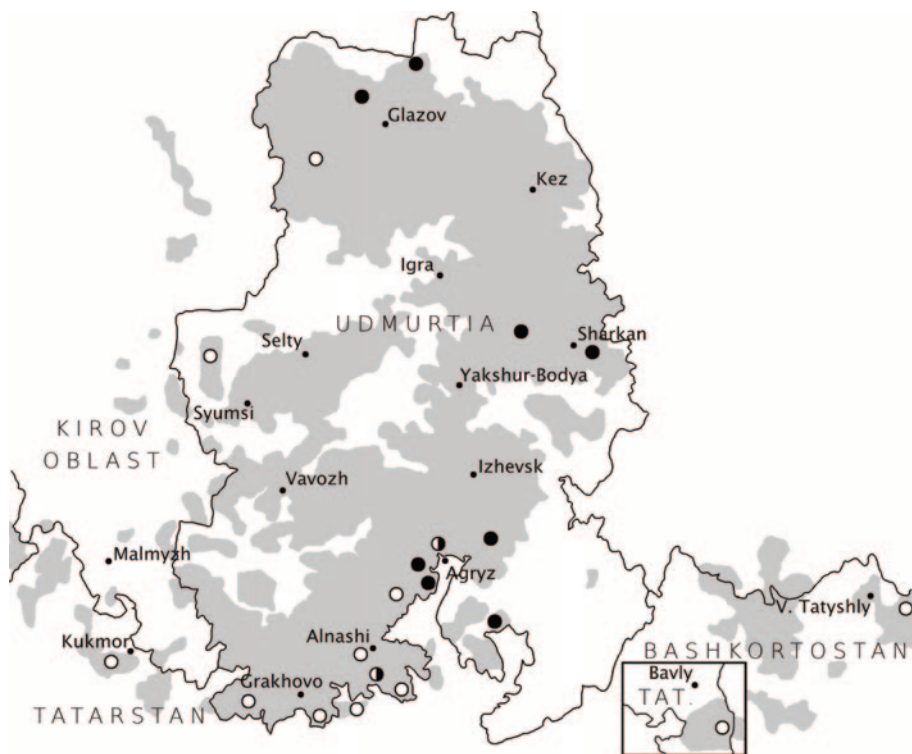 Glazov
Kez
Igra
UDMURTIA
Sharkan
Selty
Yakshur-Bodya
Syumsi
KIROV
OBLAST
Izhevsk
Vavozh
Malmyzh
Agryz
V. Tatyshly
Kukmor
Alnashi
BASHKORTOSTAN
Grakhovo
Bavly
TAT.
TATARSTAN